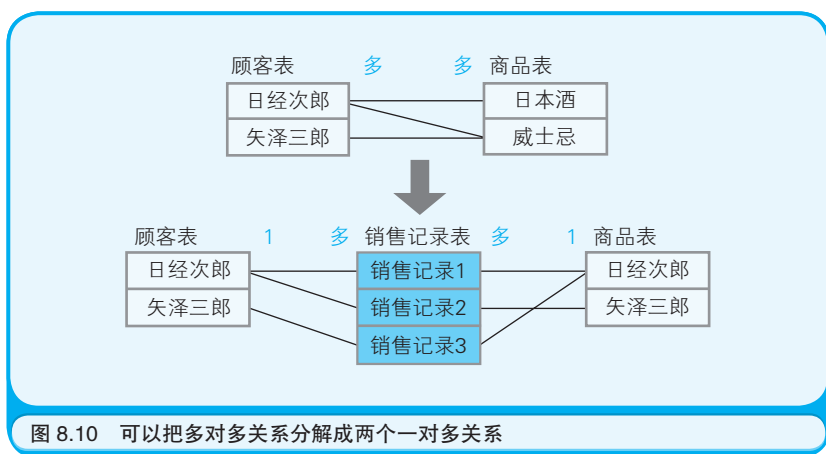 顾客表 多 多 商品表
日经次郎 日本酒
矢泽三郎 威士忌
顾客表 1 多 销售记录表 多 1 商品表
日经次郎 销售记录1 日经次郎
矢泽三郎 销售记录2 矢泽三郎
销售记录3
图 8.10 可以把多对多关系分解成两个一对多关系